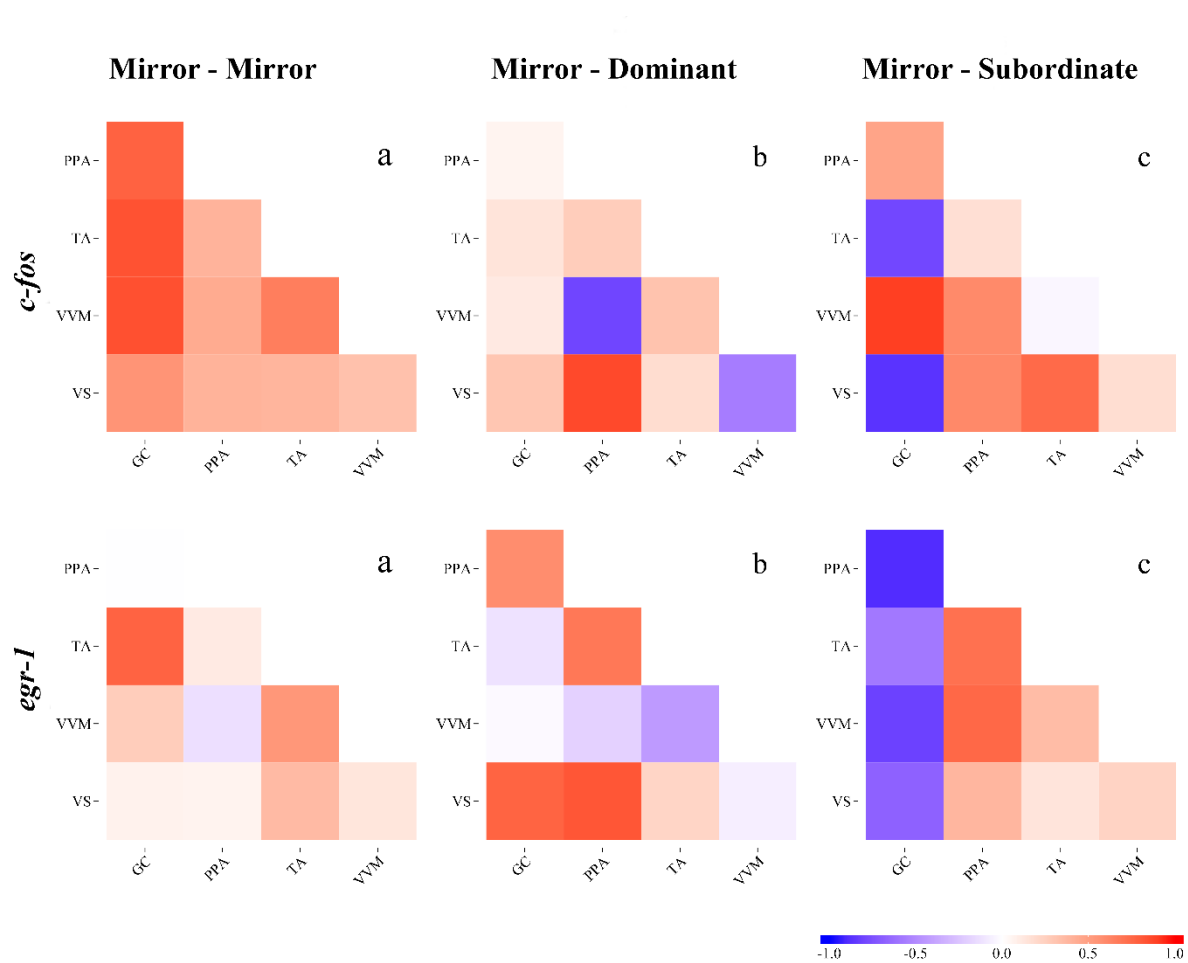 Mirror - Mirror Mirror - Dominant Mirror - Subordinate
c-fos
a b c
PPA PPA PPA
TA TA TA
VVM VVM VVM
VS VS VS
GC PPA TA VVM GC PPA TA VVM GC PPA TA VVM
egr-1
a b c
PPA PPA PPA
TA TA TA
VVM VVM VVM
VS VS VS
GC PPA TA VVM GC PPA TA VVM GC PPA TA VVM
-1.0 -0.5 0.0 0.5 1.0